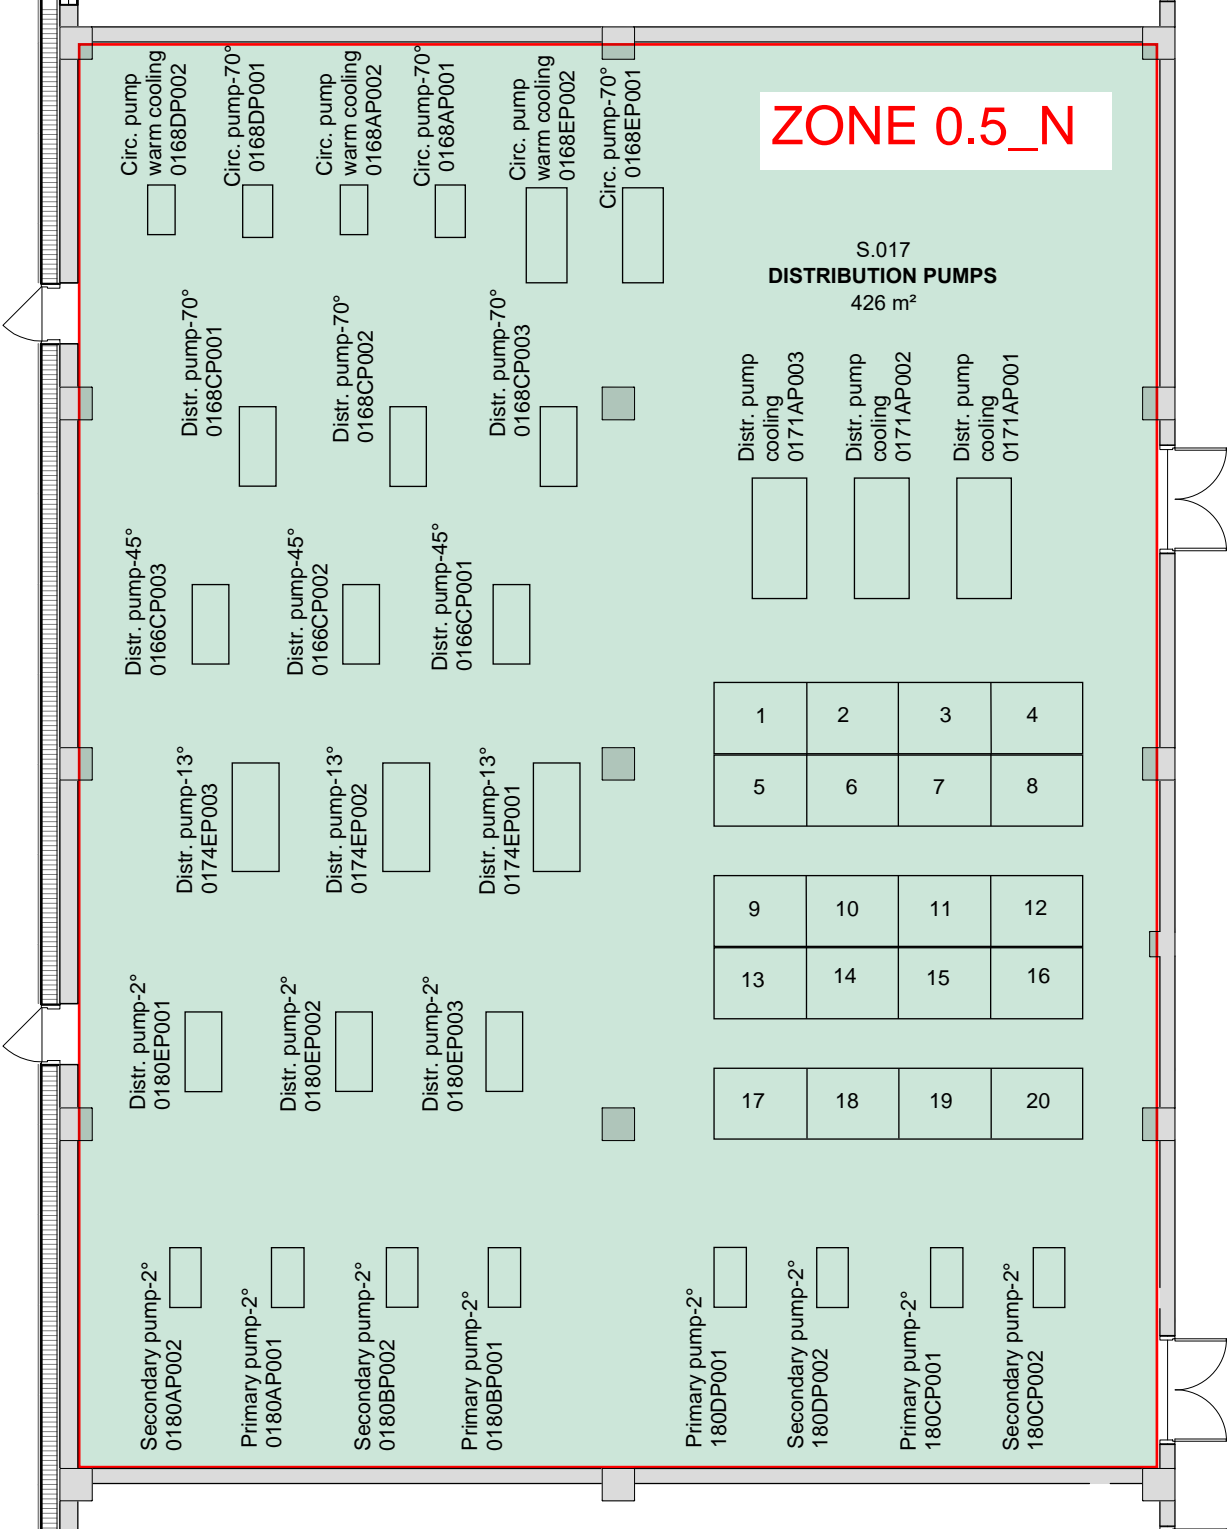 Circ. pump
warm cooling
0168DP002
Circ. pump-70°
0168DP001
Circ. pump
warm cooling
0168AP002
Circ. pump-70°
0168AP001
Circ. pump
warm cooling
0168EP002
Circ. pump-70°
0168EP001
ZONE 0.5_N
S.017
DISTRIBUTION PUMPS
426 m²
Distr. pump-70°
0168CP001
Distr. pump-70°
0168CP002
Distr. pump-70°
0168CP003
Distr. pump
cooling
0171AP003
Distr. pump
cooling
0171AP002
Distr. pump
cooling
0171AP001
Distr. pump-45°
0166CP003
Distr. pump-45°
0166CP002
Distr. pump-45°
0166CP001
1 2 3 4
5 6 7 8
Distr. pump-13°
0174EP003
Distr. pump-13°
0174EP002
Distr. pump-13°
0174EP001
9 10 11 12
13 14 15 16
Distr. pump-2°
0180EP001
Distr. pump-2°
0180EP002
Distr. pump-2°
0180EP003
17 18 19 20
Secondary pump-2°
0180AP002
Primary pump-2°
0180AP001
Secondary pump-2°
0180BP002
Primary pump-2°
0180BP001
Primary pump-2°
180DP001
Secondary pump-2°
180DP002
Primary pump-2°
180CP001
Secondary pump-2°
180CP002